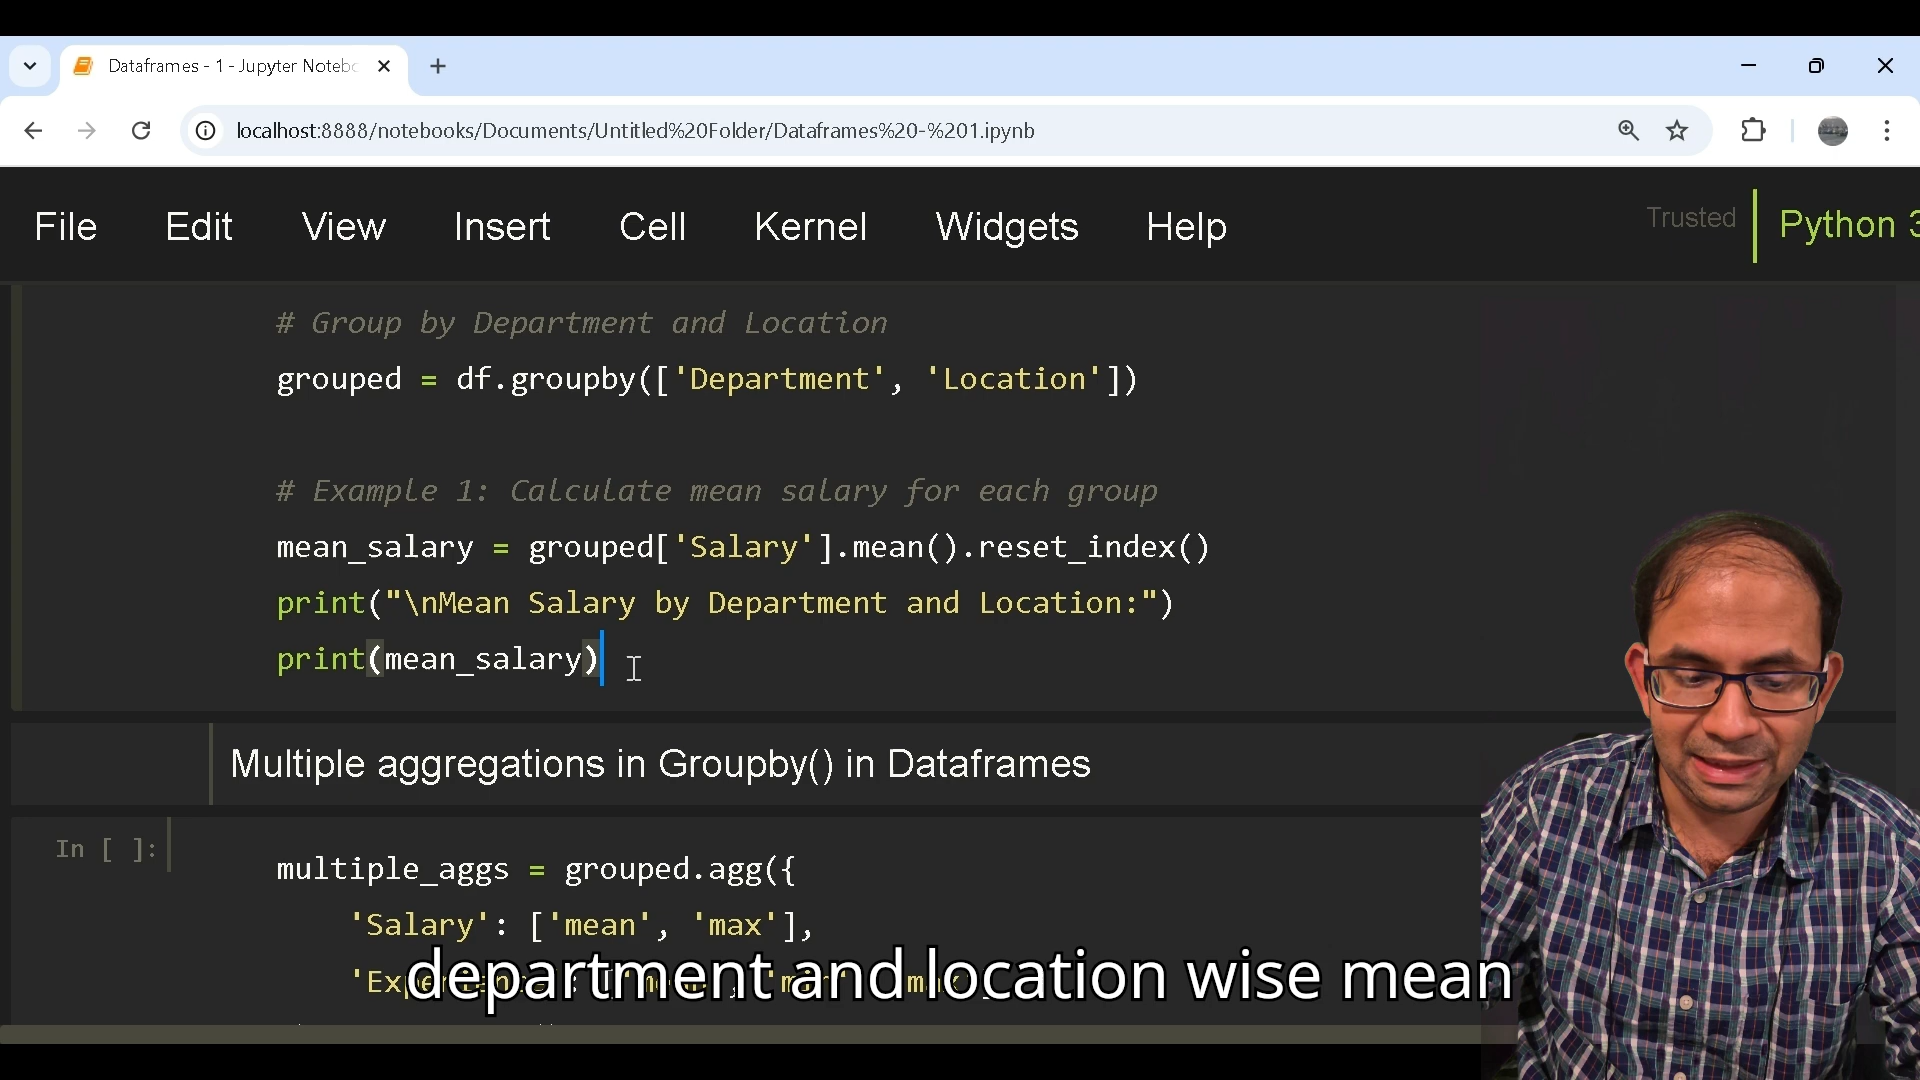 Dataframes - 1 - Jupyter Notebo
localhost:8888/notebooks/Documents/Untitled%20Folder/Dataframes%20-%201.ipynb
File Edit View Insert Cell Kernel Widgets Help Trusted Python 3
# Group by Department and Location
grouped = df.groupby(['Department', 'Location'])
# Example 1: Calculate mean salary for each group
mean_salary = grouped['Salary'].mean().reset_index()
print("\nMean Salary by Department and Location:")
print(mean_salary)
Multiple aggregations in Groupby() in Dataframes
In [ ]:
multiple_aggs = grouped.agg({
'Salary': ['mean', 'max'],
department and location wise mean